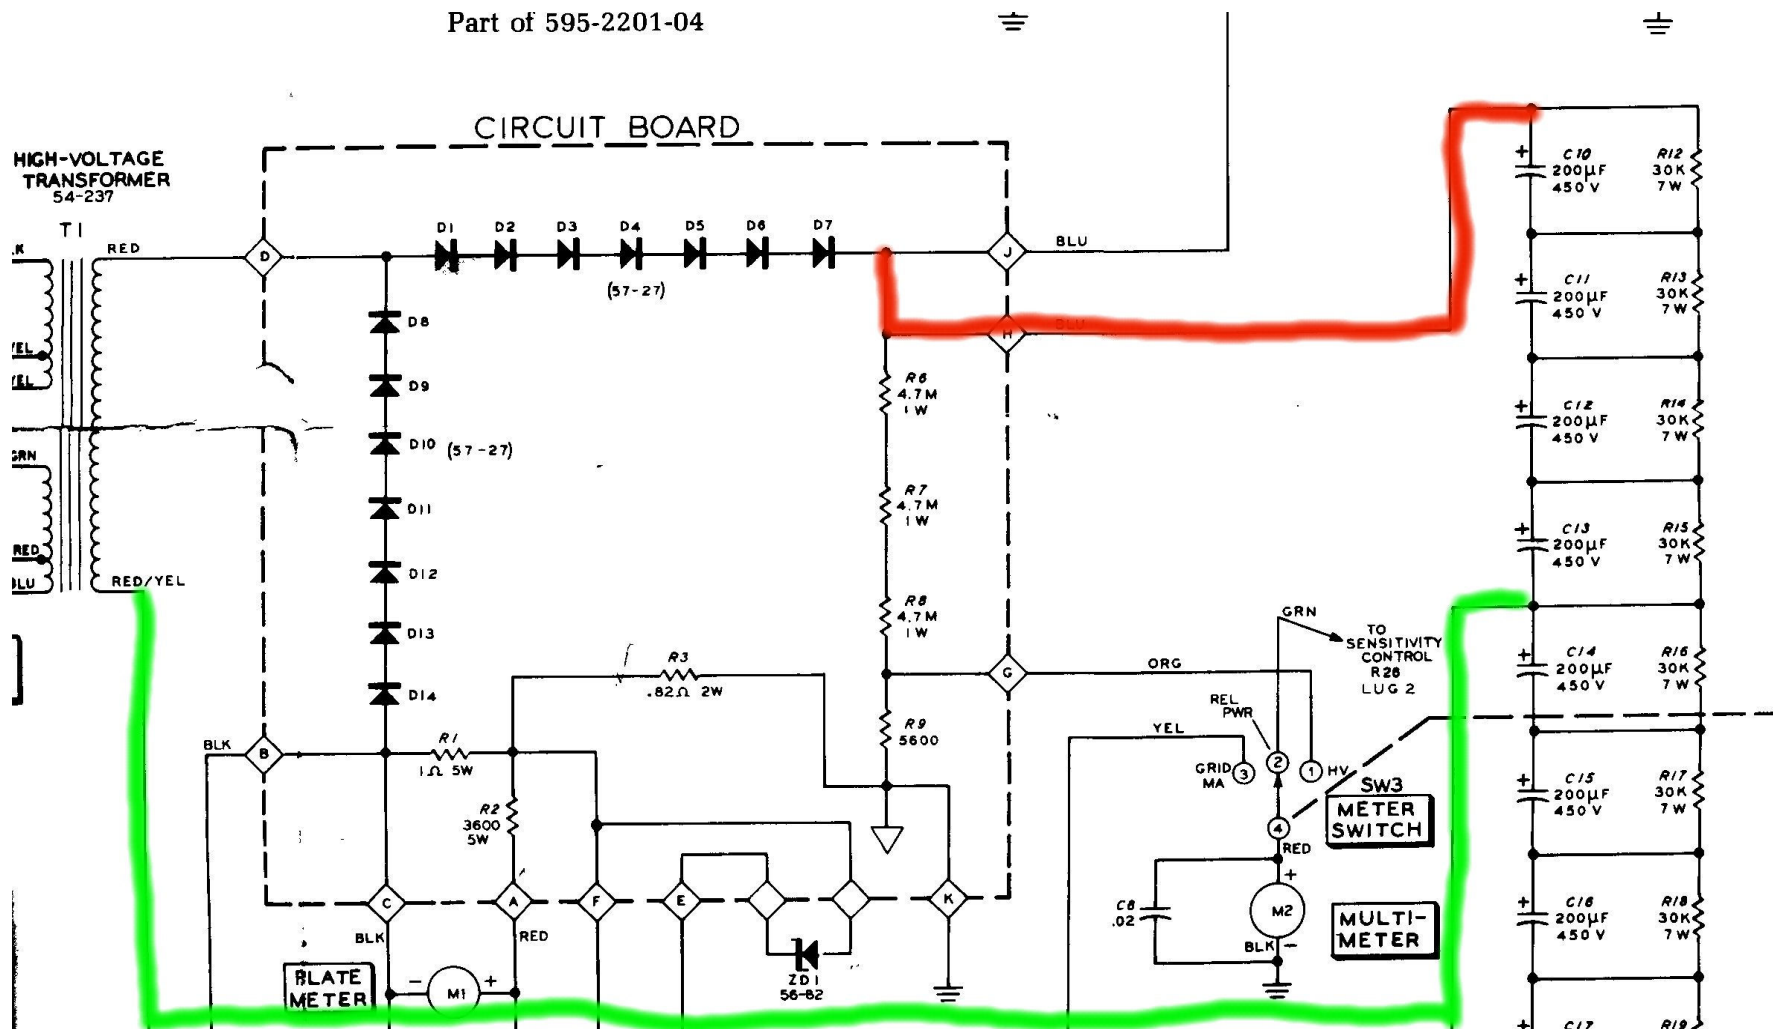 Part of 595-2201-04
CIRCUIT BOARD
HIGH-VOLTAGE
TRANSFORMER
54-237
T1
RED
D
D1
D2
D3
D4
D5
D6
D7
(57-27)
J
BLU
H
BLU
D8
D9
D10 (57-27)
D11
D12
D13
D14
RED/YEL
YEL
YEL
GRN
RED
BLU
R6
4.7M
1W
R7
4.7M
1W
R8
4.7M
1W
R9
5600
R3
.82Ω 2W
R1
1Ω 5W
R2
3600
5W
BLK
B
G
ORG
GRN
TO
SENSITIVITY
CONTROL
R28
LUG 2
REL
PWR
YEL
GRID
MA
3
2
1
HV
SW3
METER
SWITCH
4
RED
+
M2
BLK
−
MULTI-
METER
C8
.02
C
A
F
E
K
BLK
RED
PLATE
METER
−
M1
+
ZD1
56-82
+
C10
200µF
450V
R12
30K
7W
+
C11
200µF
450V
R13
30K
7W
+
C12
200µF
450V
R14
30K
7W
+
C13
200µF
450V
R15
30K
7W
+
C14
200µF
450V
R16
30K
7W
+
C15
200µF
450V
R17
30K
7W
+
C16
200µF
450V
R18
30K
7W
C17
R19